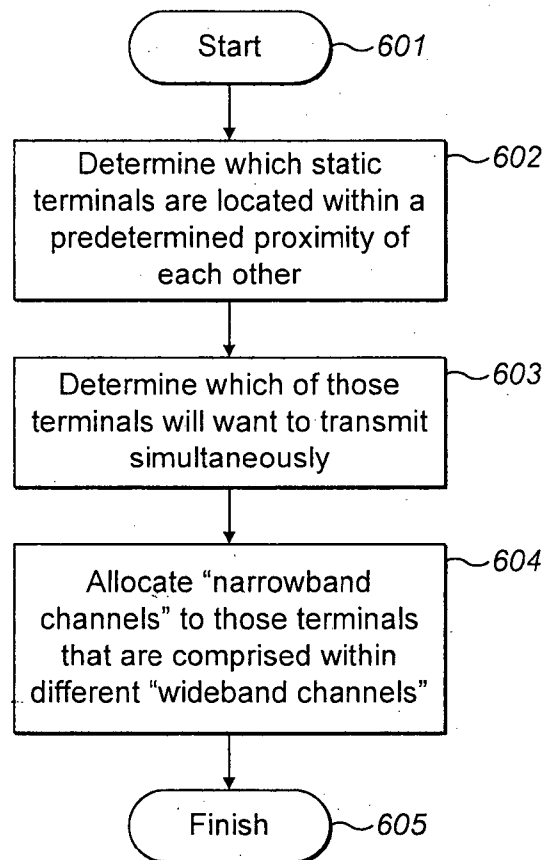 Start
601
Determine which static
terminals are located within a
predetermined proximity of
each other
602
Determine which of those
terminals will want to transmit
simultaneously
603
Allocate “narrowband
channels” to those terminals
that are comprised within
different “wideband channels”
604
Finish
605